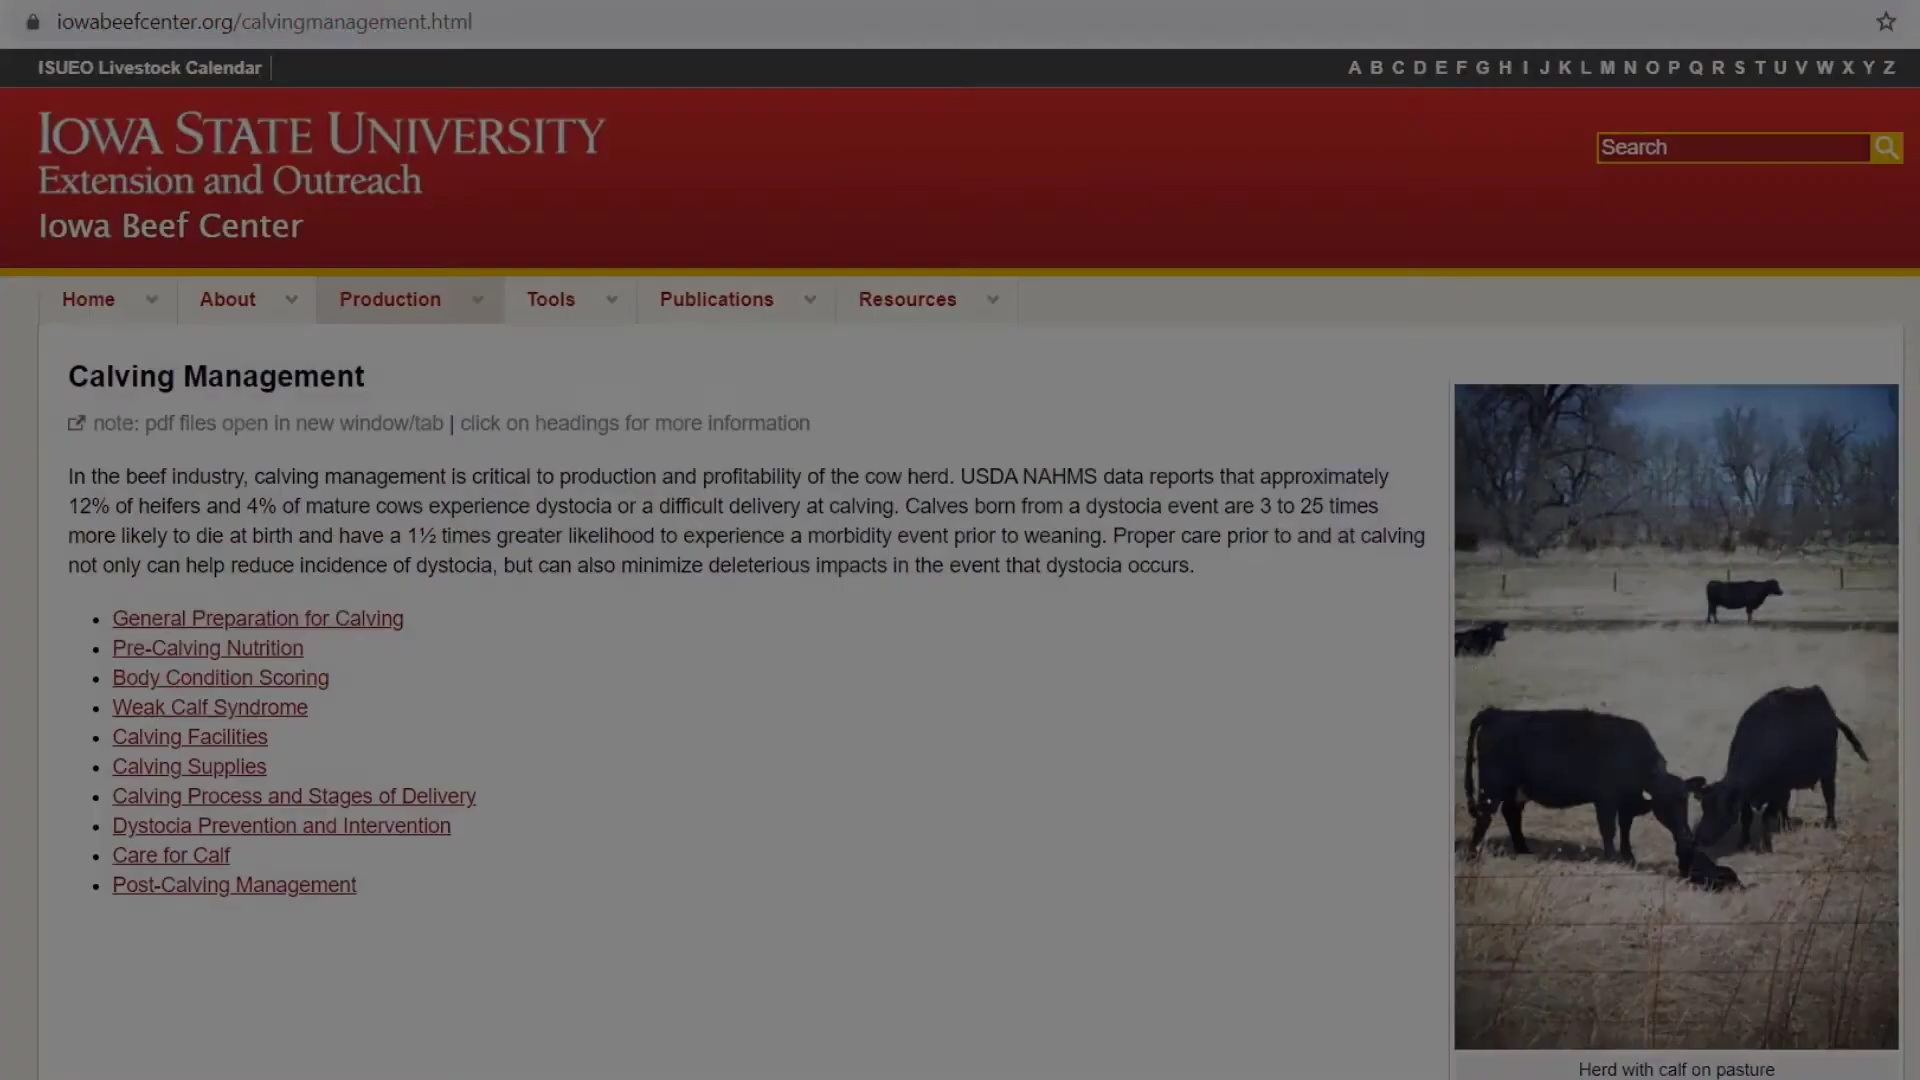 iowabeefcenter.org/calvingmanagement.html
ISUEO Livestock Calendar
A B C D E F G H I J K L M N O P Q R S T U V W X Y Z
IOWA STATE UNIVERSITY
Extension and Outreach
Iowa Beef Center
Search
Home About Production Tools Publications Resources
Calving Management
note: pdf files open in new window/tab | click on headings for more information
In the beef industry, calving management is critical to production and profitability of the cow herd. USDA NAHMS data reports that approximately
12% of heifers and 4% of mature cows experience dystocia or a difficult delivery at calving. Calves born from a dystocia event are 3 to 25 times
more likely to die at birth and have a 1½ times greater likelihood to experience a morbidity event prior to weaning. Proper care prior to and at calving
not only can help reduce incidence of dystocia, but can also minimize deleterious impacts in the event that dystocia occurs.
General Preparation for Calving
Pre-Calving Nutrition
Body Condition Scoring
Weak Calf Syndrome
Calving Facilities
Calving Supplies
Calving Process and Stages of Delivery
Dystocia Prevention and Intervention
Care for Calf
Post-Calving Management
Herd with calf on pasture